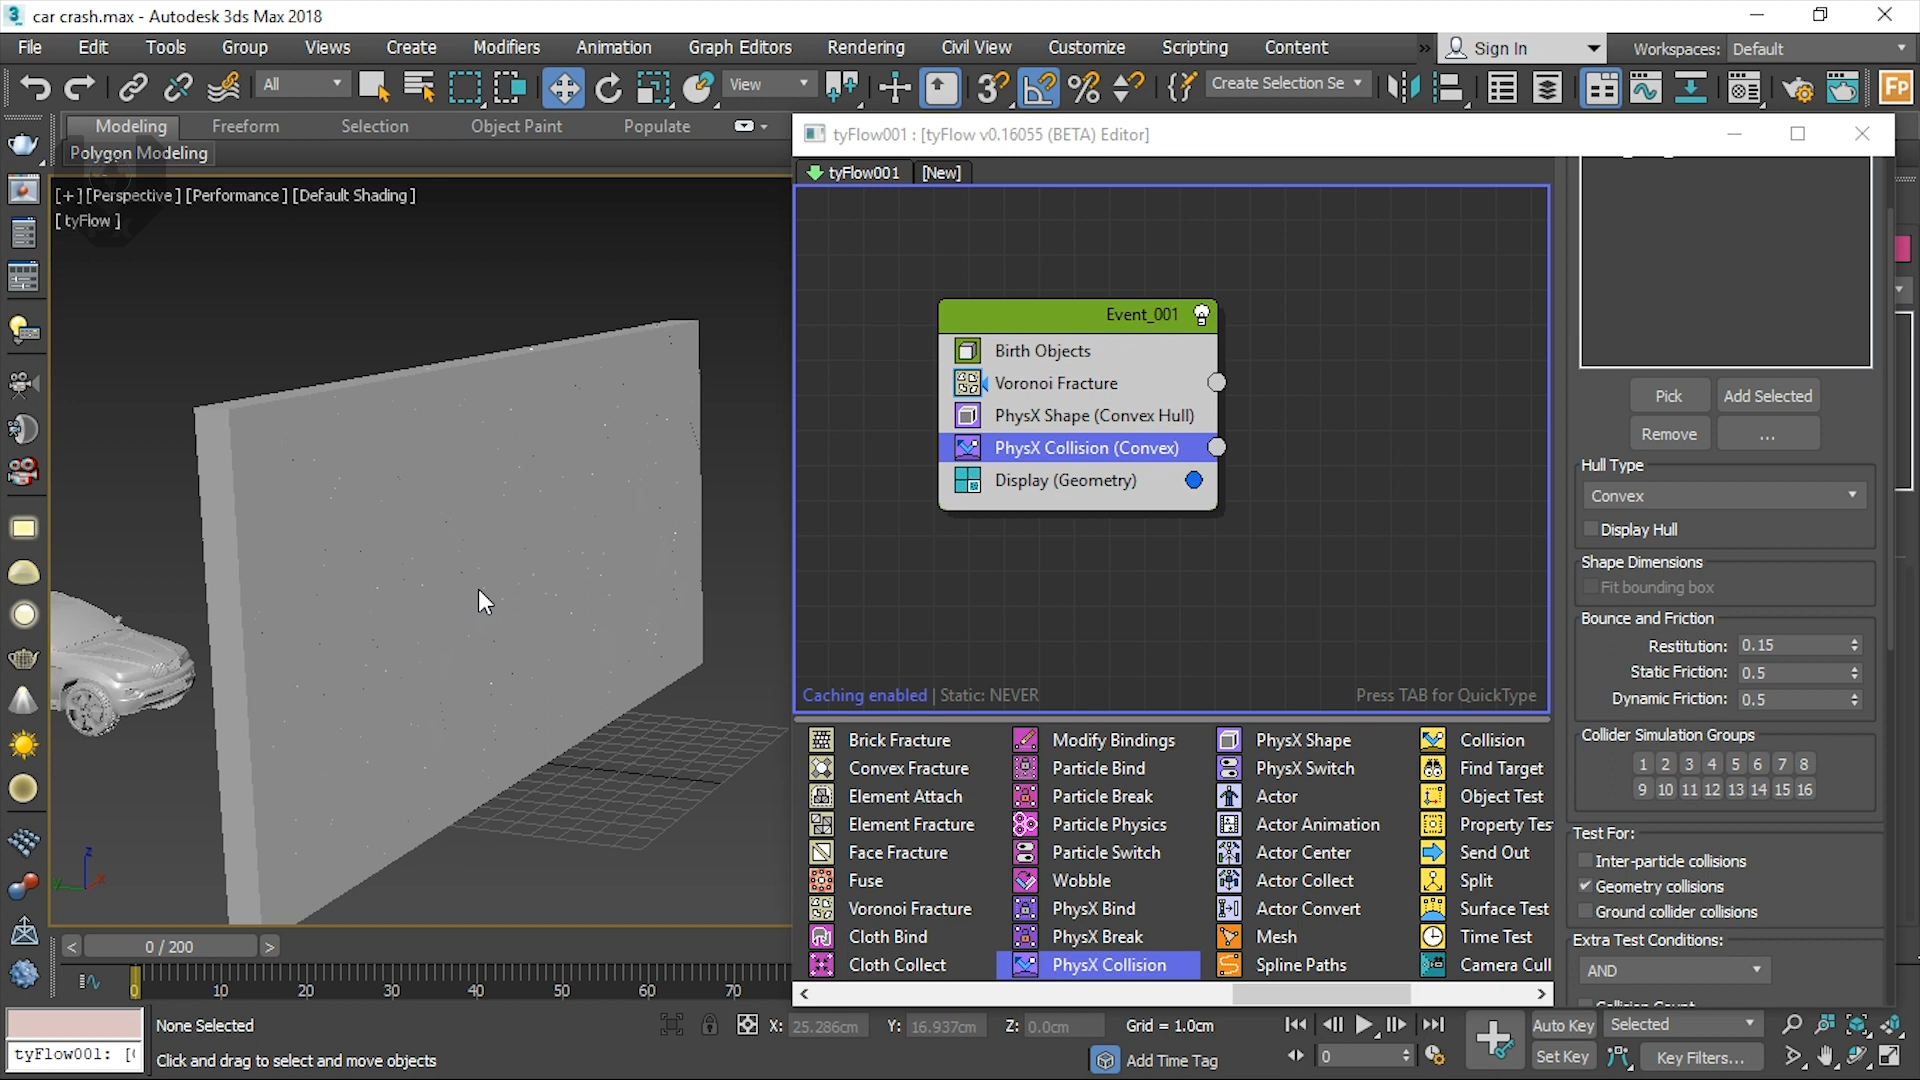 car crash.max - Autodesk 3ds Max 2018
File Edit Tools Group Views Create Modifiers Animation Graph Editors Rendering Civil View Customize Scripting Content » Sign In Workspaces: Default
All View Create Selection Se Fp
Modeling Freeform Selection Object Paint Populate
Polygon Modeling
tyFlow001 : [tyFlow v0.16055 (BETA) Editor]
tyFlow001 [New]
[+] [Perspective] [Performance] [Default Shading]
[ tyFlow ]
Event_001
Birth Objects
Voronoi Fracture
PhysX Shape (Convex Hull)
PhysX Collision (Convex)
Display (Geometry)
Caching enabled | Static: NEVER
Press TAB for QuickType
Pick Add Selected
Remove ...
Hull Type
Convex
Display Hull
Shape Dimensions
Fit bounding box
Bounce and Friction
Restitution: 0.15
Static Friction: 0.5
Dynamic Friction: 0.5
Collider Simulation Groups
1 2 3 4 5 6 7 8
9 10 11 12 13 14 15 16
Test For:
Inter-particle collisions
Geometry collisions
Ground collider collisions
Extra Test Conditions:
AND
Brick Fracture Modify Bindings PhysX Shape Collision
Convex Fracture Particle Bind PhysX Switch Find Target
Element Attach Particle Break Actor Object Test
Element Fracture Particle Physics Actor Animation Property Tes
Face Fracture Particle Switch Actor Center Send Out
Fuse Wobble Actor Collect Split
Voronoi Fracture PhysX Bind Actor Convert Surface Test
Cloth Bind PhysX Break Mesh Time Test
Cloth Collect PhysX Collision Spline Paths Camera Cull
z
y x
< 0 / 200 >
0 10 20 30 40 50 60 70
None Selected X: 25.286cm Y: 16.937cm Z: 0.0cm Grid = 1.0cm Auto Key Selected
tyFlow001: [ Click and drag to select and move objects Add Time Tag 0 Set Key Key Filters...